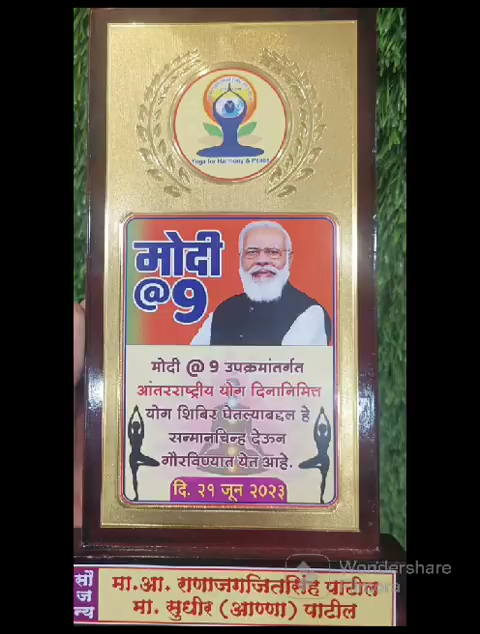 Yoga for Harmony & Peace
मोदी
@9
मोदी @ 9 उपक्रमांतर्गत
आंतरराष्ट्रीय योग दिनानिमित्त
योग शिबिर घेतल्याबद्दल हे
सन्मानचिन्ह देऊन
गौरविण्यात येत आहे.
दि. २१ जून २०२३
सौ
ज
न्य
मा.आ. राणाजगजितसिंह पाटील
मा. सुधीर (आण्णा) पाटील
Wondershare